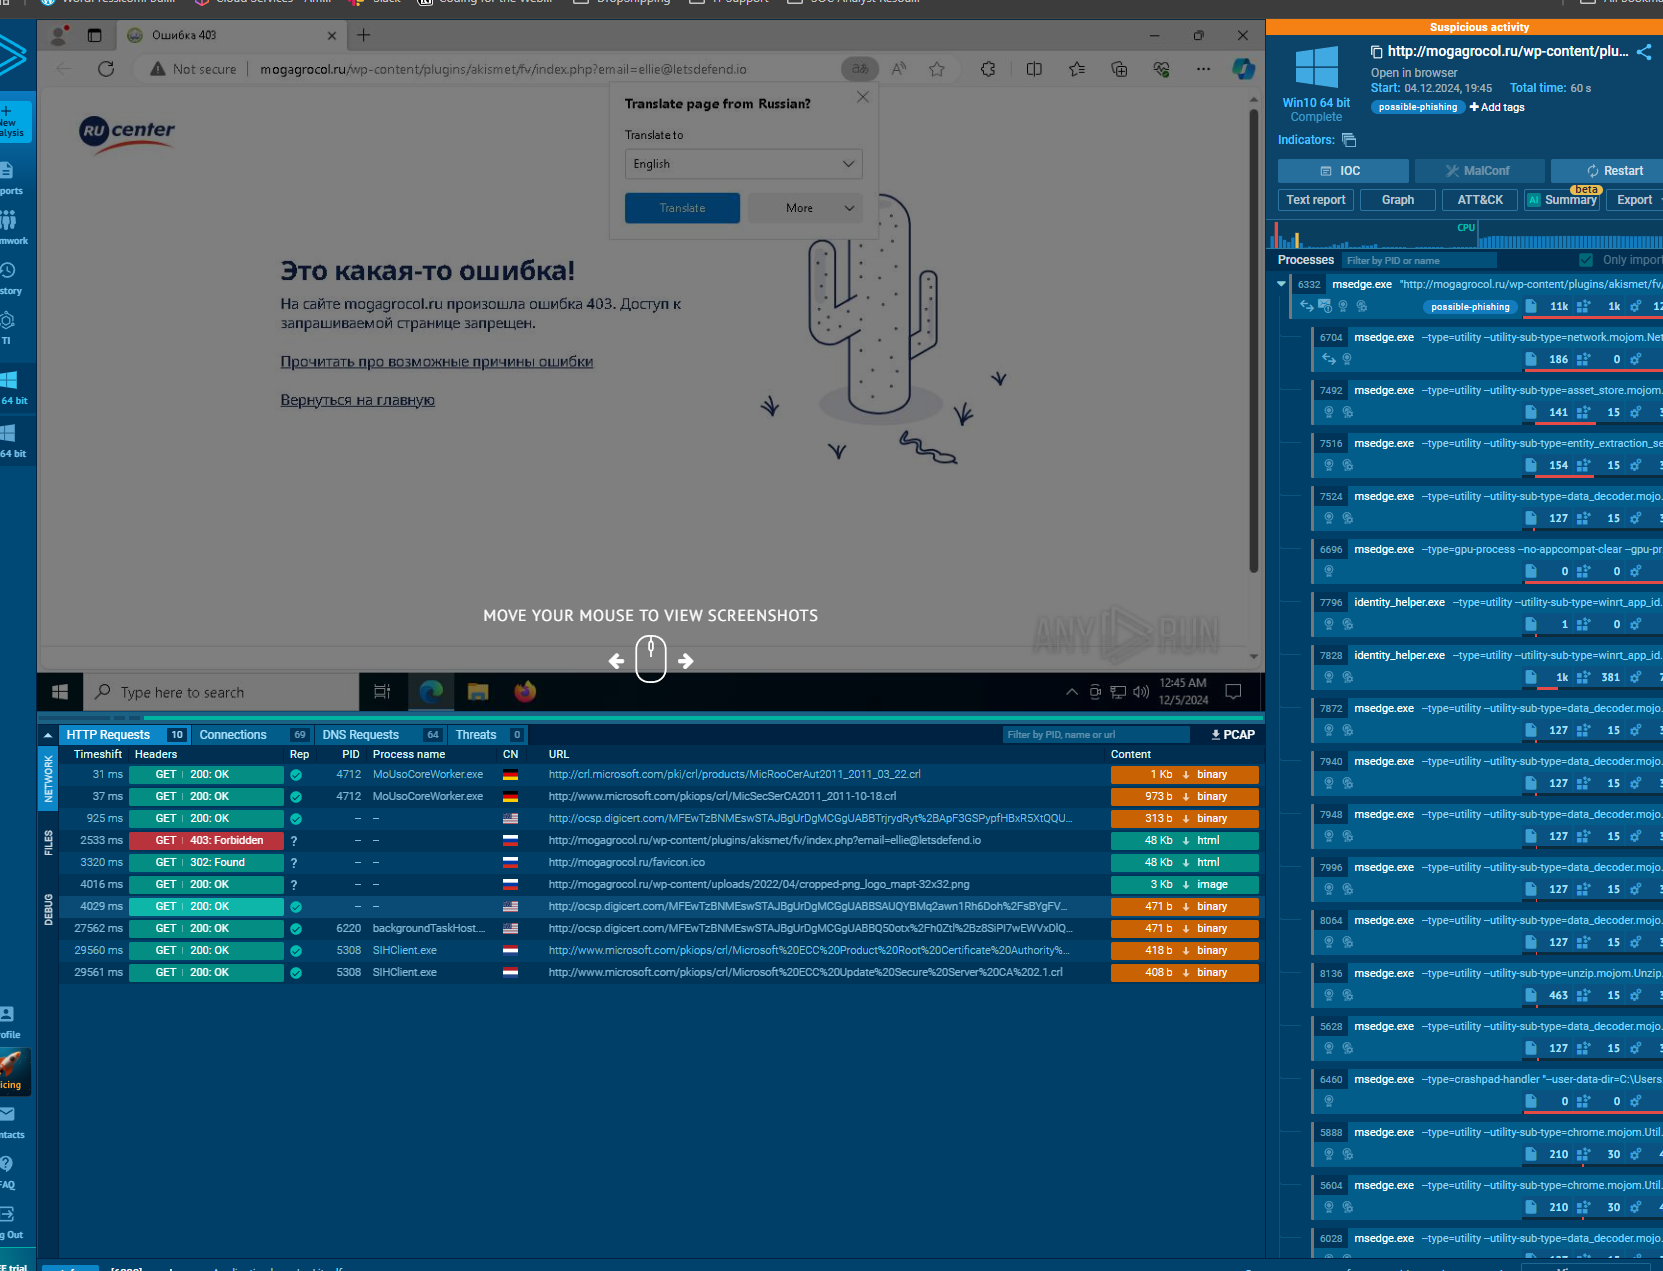 Slack
Dropshipping
IT Support
Ошибка 403
Not secure
mogagrocol.ru/wp-content/plugins/akismet/fv/index.php?email=ellie@letsdefend.io
RU center
Translate page from Russian?
Translate to
English
Translate
More
Это какая-то ошибка!
На сайте mogagrocol.ru произошла ошибка 403. Доступ к
запрашиваемой странице запрещен.
Прочитать про возможные причины ошибки
Вернуться на главную
MOVE YOUR MOUSE TO VIEW SCREENSHOTS
ANY RUN
Type here to search
12:45 AM
12/5/2024
New
alysis
ports
mwork
story
TI
64 bit
64 bit
ofile
icing
ntacts
FAQ
g Out
Suspicious activity
http://mogagrocol.ru/wp-content/plu...
Open in browser
Start: 04.12.2024, 19:45 Total time: 60 s
Win10 64 bit
Complete
possible-phishing + Add tags
Indicators:
IOC MalConf Restart
beta
Text report Graph ATT&CK AI Summary Export
CPU
Processes Filter by PID or name Only import
6332 msedge.exe "http://mogagrocol.ru/wp-content/plugins/akismet/fv/
possible-phishing 11k 1k 12
6704 msedge.exe --type=utility --utility-sub-type=network.mojom.Net
186 0
7492 msedge.exe --type=utility --utility-sub-type=asset_store.mojom.
141 15
7516 msedge.exe --type=utility --utility-sub-type=entity_extraction_se
154 15
7524 msedge.exe --type=utility --utility-sub-type=data_decoder.mojo.
127 15
6696 msedge.exe --type=gpu-process --no-appcompat-clear --gpu-pr.
0 0
7796 identity_helper.exe --type=utility --utility-sub-type=winrt_app_id.
1 0
7828 identity_helper.exe --type=utility --utility-sub-type=winrt_app_id.
1k 381
7872 msedge.exe --type=utility --utility-sub-type=data_decoder.mojo.
127 15
7940 msedge.exe --type=utility --utility-sub-type=data_decoder.mojo.
127 15
7948 msedge.exe --type=utility --utility-sub-type=data_decoder.mojo.
127 15
7996 msedge.exe --type=utility --utility-sub-type=data_decoder.mojo.
127 15
8064 msedge.exe --type=utility --utility-sub-type=data_decoder.mojo.
127 15
8136 msedge.exe --type=utility --utility-sub-type=unzip.mojom.Unzip.
463 15
5628 msedge.exe --type=utility --utility-sub-type=data_decoder.mojo.
127 15
6460 msedge.exe --type=crashpad-handler "--user-data-dir=C:\Users.
0 0
5888 msedge.exe --type=utility --utility-sub-type=chrome.mojom.Util.
210 30
5604 msedge.exe --type=utility --utility-sub-type=chrome.mojom.Util.
210 30
6028 msedge.exe --type=utility --utility-sub-type=data_decoder.mojo.
HTTP Requests 10 Connections 69 DNS Requests 64 Threats 0 Filter by PID, name or url PCAP
NETWORK
FILES
DEBUG
Timeshift Headers Rep PID Process name CN URL Content
31 ms GET 200: OK 4712 MoUsoCoreWorker.exe http://crl.microsoft.com/pki/crl/products/MicRooCerAut2011_2011_03_22.crl 1 Kb binary
37 ms GET 200: OK 4712 MoUsoCoreWorker.exe http://www.microsoft.com/pkiops/crl/MicSecSerCA2011_2011-10-18.crl 973 b binary
925 ms GET 200: OK – – http://ocsp.digicert.com/MFEwTzBNMEswSTAJBgUrDgMCGgUABBTrjrydRyt%2BApF3GSPypfHBxR5XtQQU... 313 b binary
2533 ms GET 403: Forbidden ? – – http://mogagrocol.ru/wp-content/plugins/akismet/fv/index.php?email=ellie@letsdefend.io 48 Kb html
3320 ms GET 302: Found ? – – http://mogagrocol.ru/favicon.ico 48 Kb html
4016 ms GET 200: OK ? – – http://mogagrocol.ru/wp-content/uploads/2022/04/cropped-png_logo_mapt-32x32.png 3 Kb image
4029 ms GET 200: OK – – http://ocsp.digicert.com/MFEwTzBNMEswSTAJBgUrDgMCGgUABBSAUQYBMq2awn1Rh6Doh%2FsBYgFV... 471 b binary
27562 ms GET 200: OK 6220 backgroundTaskHost.... http://ocsp.digicert.com/MFEwTzBNMEswSTAJBgUrDgMCGgUABBQ50otx%2Fh0Ztl%2Bz8SiPI7wEWVxDlQ... 471 b binary
29560 ms GET 200: OK 5308 SIHClient.exe http://www.microsoft.com/pkiops/crl/Microsoft%20ECC%20Product%20Root%20Certificate%20Authority%... 418 b binary
29561 ms GET 200: OK 5308 SIHClient.exe http://www.microsoft.com/pkiops/crl/Microsoft%20ECC%20Update%20Secure%20Server%20CA%202.1.crl 408 b binary